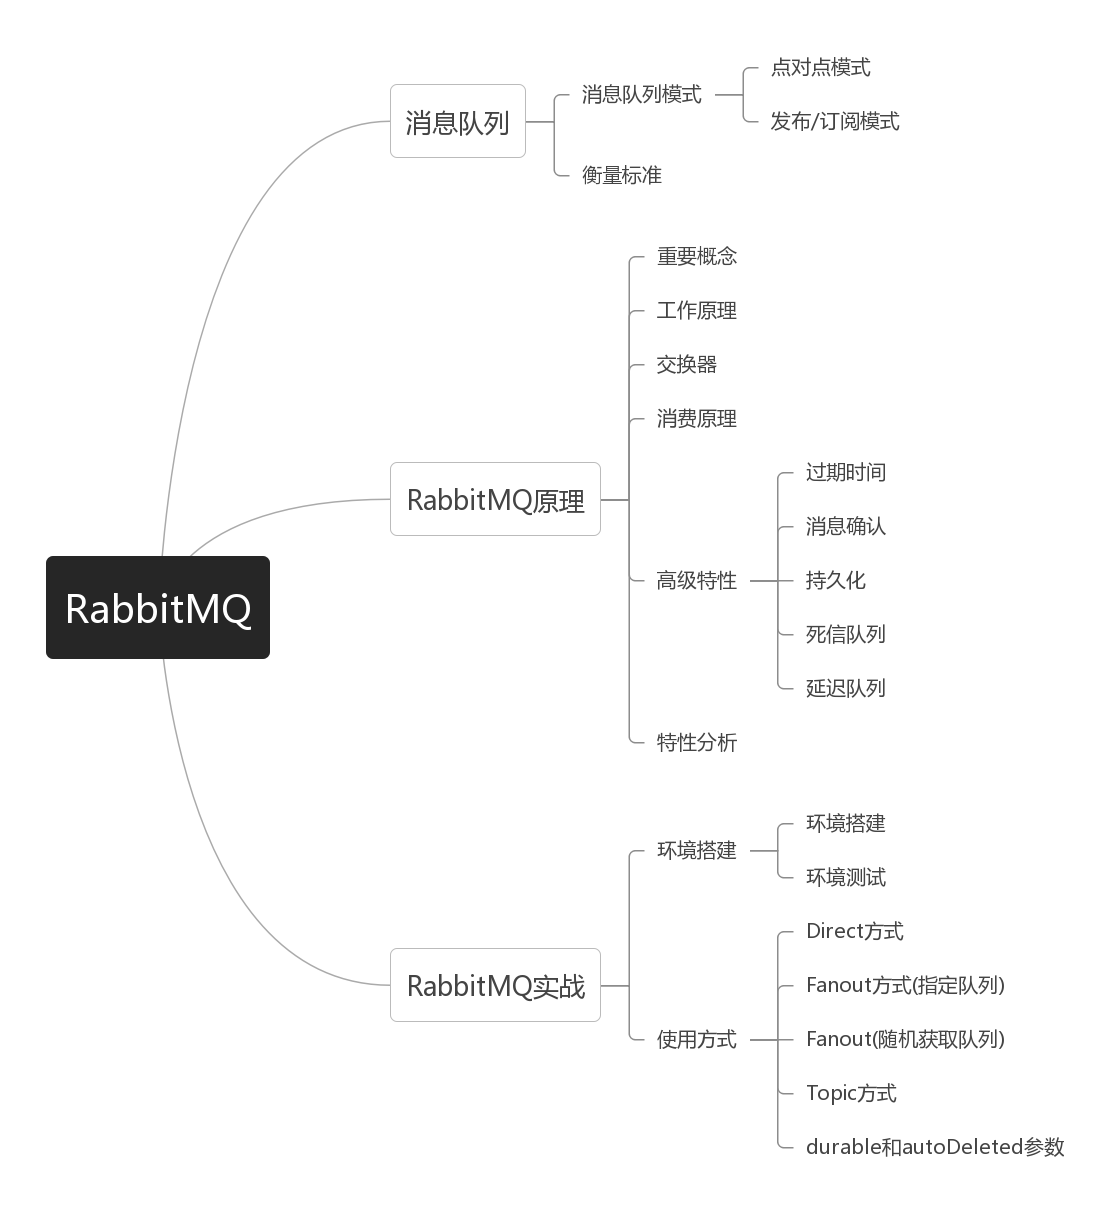 RabbitMQ
消息队列
消息队列模式
点对点模式
发布/订阅模式
衡量标准
RabbitMQ原理
重要概念
工作原理
交换器
消费原理
高级特性
过期时间
消息确认
持久化
死信队列
延迟队列
特性分析
RabbitMQ实战
环境搭建
环境搭建
环境测试
使用方式
Direct方式
Fanout方式(指定队列)
Fanout(随机获取队列)
Topic方式
durable和autoDeleted参数